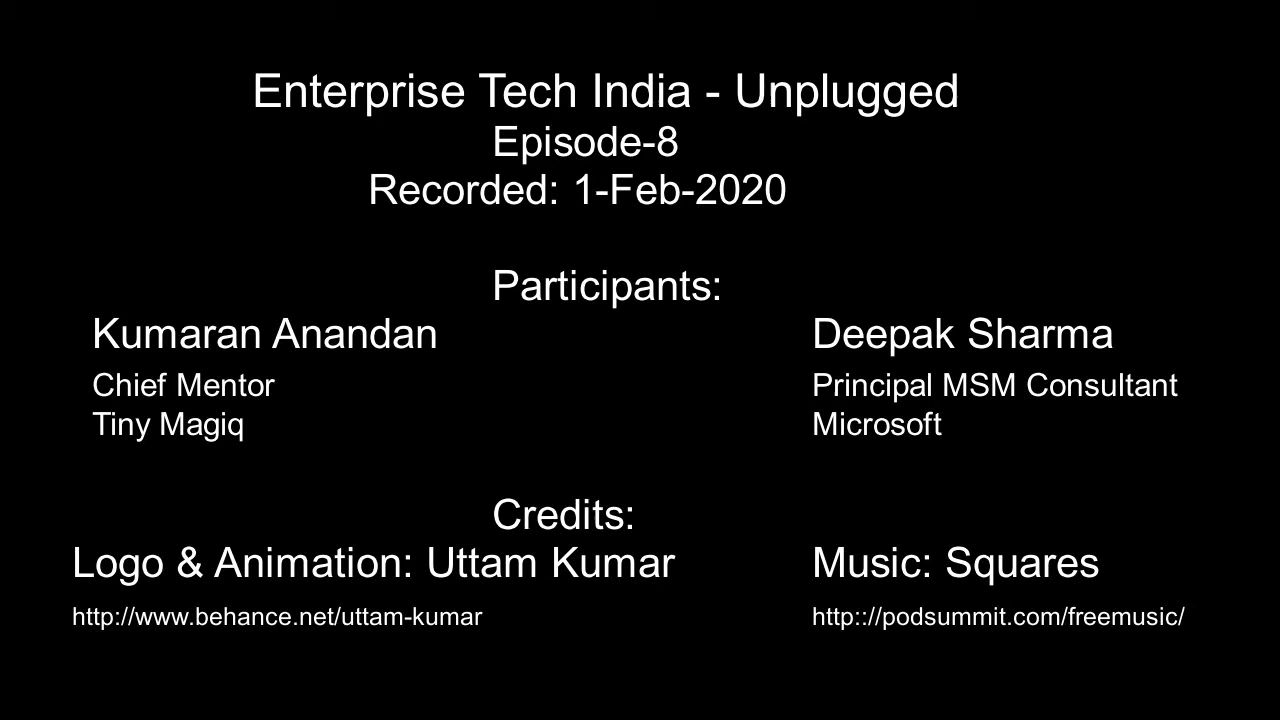 Enterprise Tech India - Unplugged
Episode-8
Recorded: 1-Feb-2020
Participants:
Kumaran Anandan
Chief Mentor
Tiny Magiq
Deepak Sharma
Principal MSM Consultant
Microsoft
Credits:
Logo & Animation: Uttam Kumar
http://www.behance.net/uttam-kumar
Music: Squares
http:://podsummit.com/freemusic/